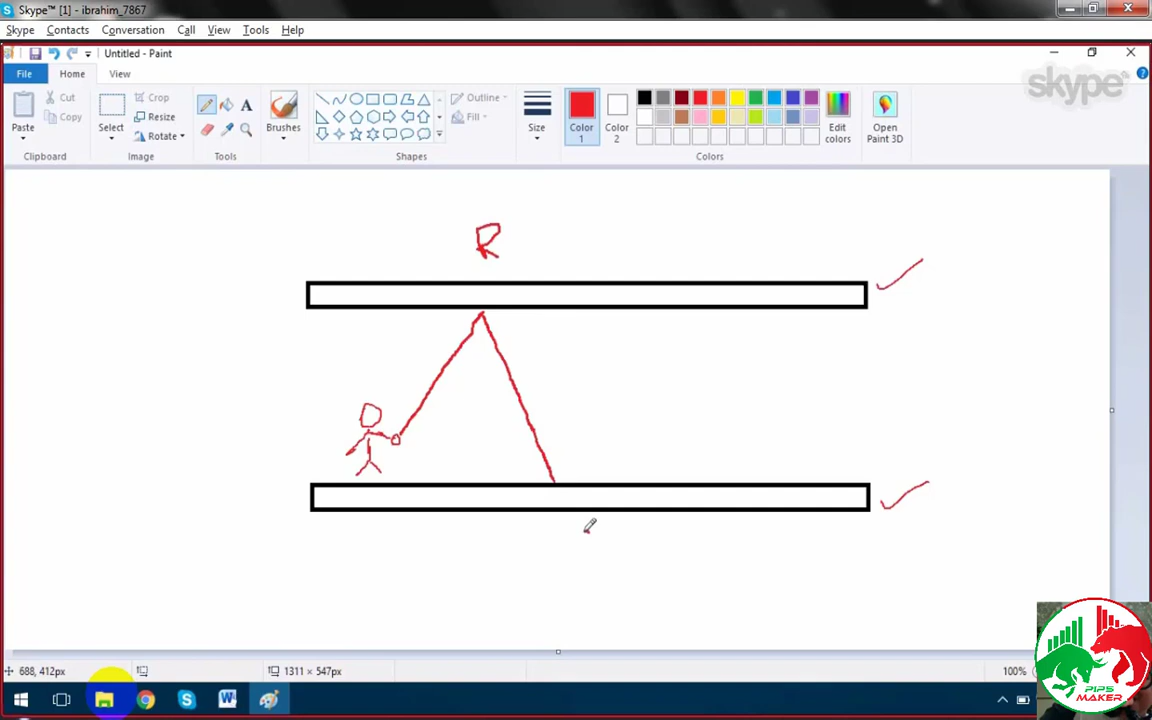 Skype™ [1] - ibrahim_7867
Skype Contacts Conversation Call View Tools Help
Untitled - Paint
File Home View
skype™
Paste
Cut
Copy
Select
Crop
Resize
Rotate
A
Brushes
Outline
Fill
Size
Color 1
Color 2
Edit colors
Open Paint 3D
Clipboard Image Tools Shapes Colors
R
688, 412px
1311 × 547px
100%
PIPS
MAKER